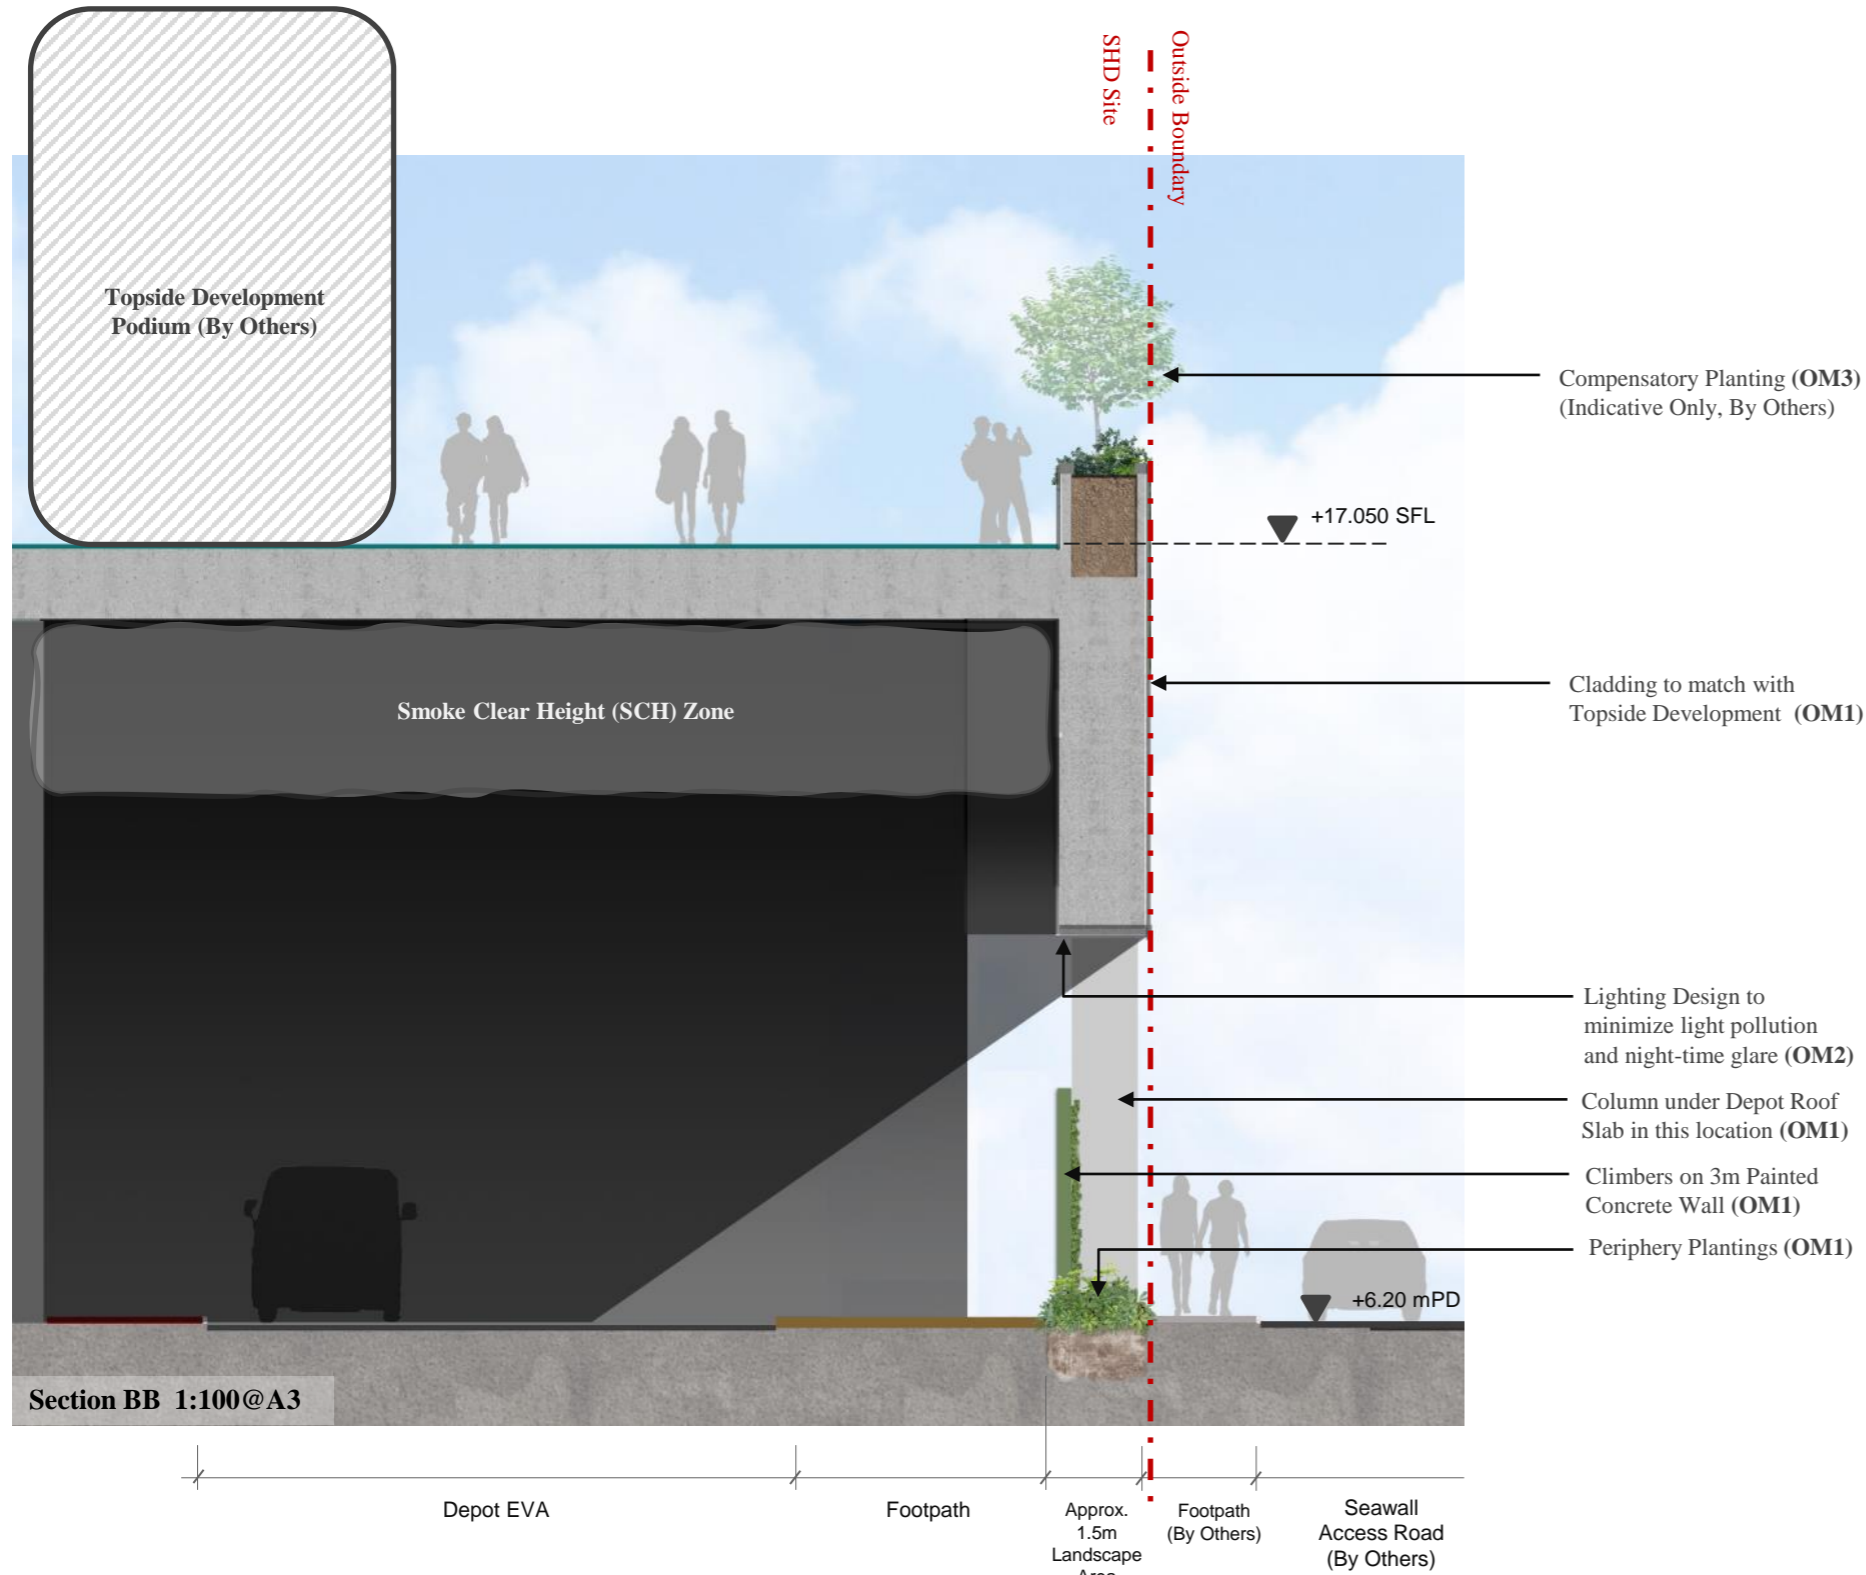 SHD Site
Outside Boundary
Topside Development
Podium (By Others)
Compensatory Planting (OM3)
(Indicative Only, By Others)
+17.050 SFL
Cladding to match with
Topside Development (OM1)
Smoke Clear Height (SCH) Zone
Lighting Design to
minimize light pollution
and night-time glare (OM2)
Column under Depot Roof
Slab in this location (OM1)
Climbers on 3m Painted
Concrete Wall (OM1)
Periphery Plantings (OM1)
+6.20 mPD
Section BB 1:100@A3
Depot EVA
Footpath
Approx.
1.5m
Landscape
Area
Footpath
(By Others)
Seawall
Access Road
(By Others)